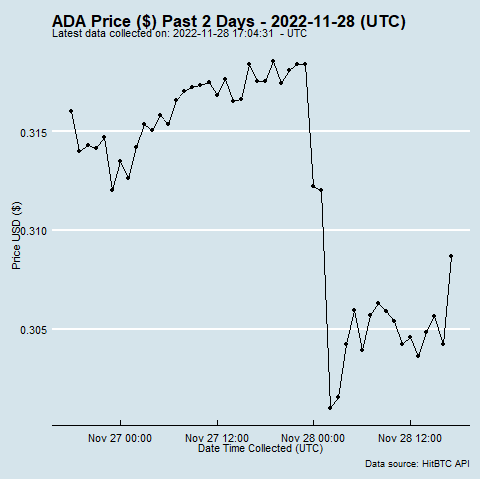 ADA Price ($) Past 2 Days - 2022-11-28 (UTC)
Latest data collected on: 2022-11-28 17:04:31 - UTC
Price USD ($)
0.315
0.310
0.305
Nov 27 00:00 Nov 27 12:00 Nov 28 00:00 Nov 28 12:00
Date Time Collected (UTC)
Data source: HitBTC API